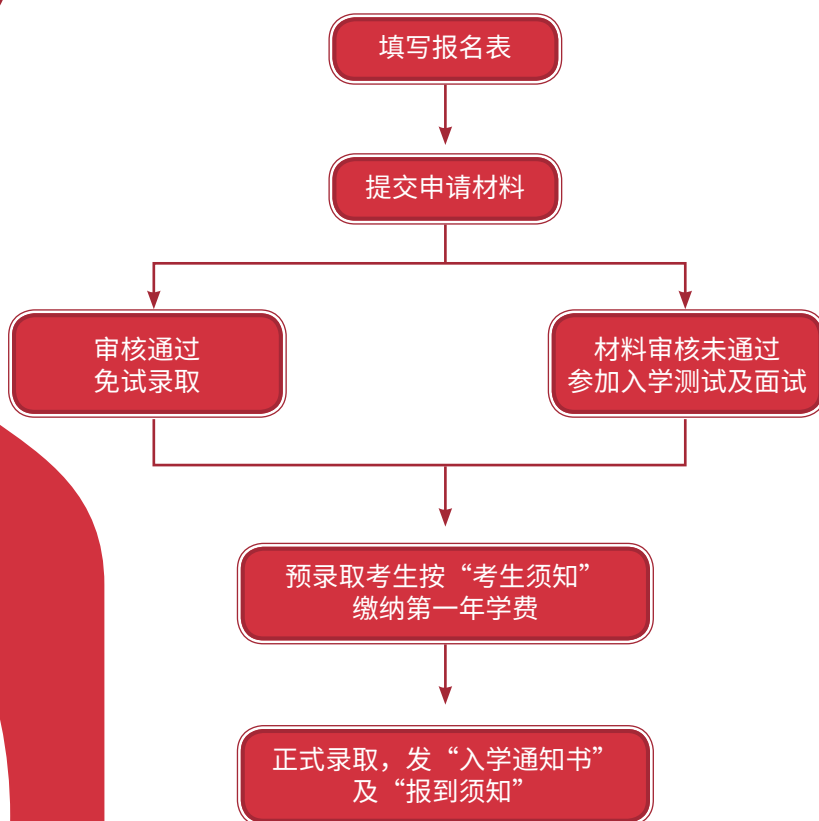 填写报名表
提交申请材料
审核通过
免试录取
材料审核未通过
参加入学测试及面试
预录取考生按“考生须知”
缴纳第一年学费
正式录取，发“入学通知书”
及“报到须知”